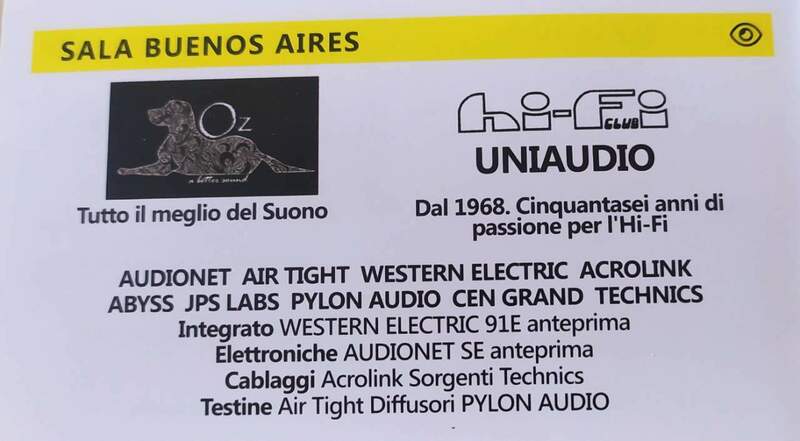 SALA BUENOS AIRES
Oz
a better sound
Tutto il meglio del Suono
hi-Fi
CLUB
UNIAUDIO
Dal 1968. Cinquantasei anni di
passione per l'Hi-Fi
AUDIONET AIR TIGHT WESTERN ELECTRIC ACROLINK
ABYSS JPS LABS PYLON AUDIO CEN GRAND TECHNICS
Integrato WESTERN ELECTRIC 91E anteprima
Elettroniche AUDIONET SE anteprima
Cablaggi Acrolink Sorgenti Technics
Testine Air Tight Diffusori PYLON AUDIO